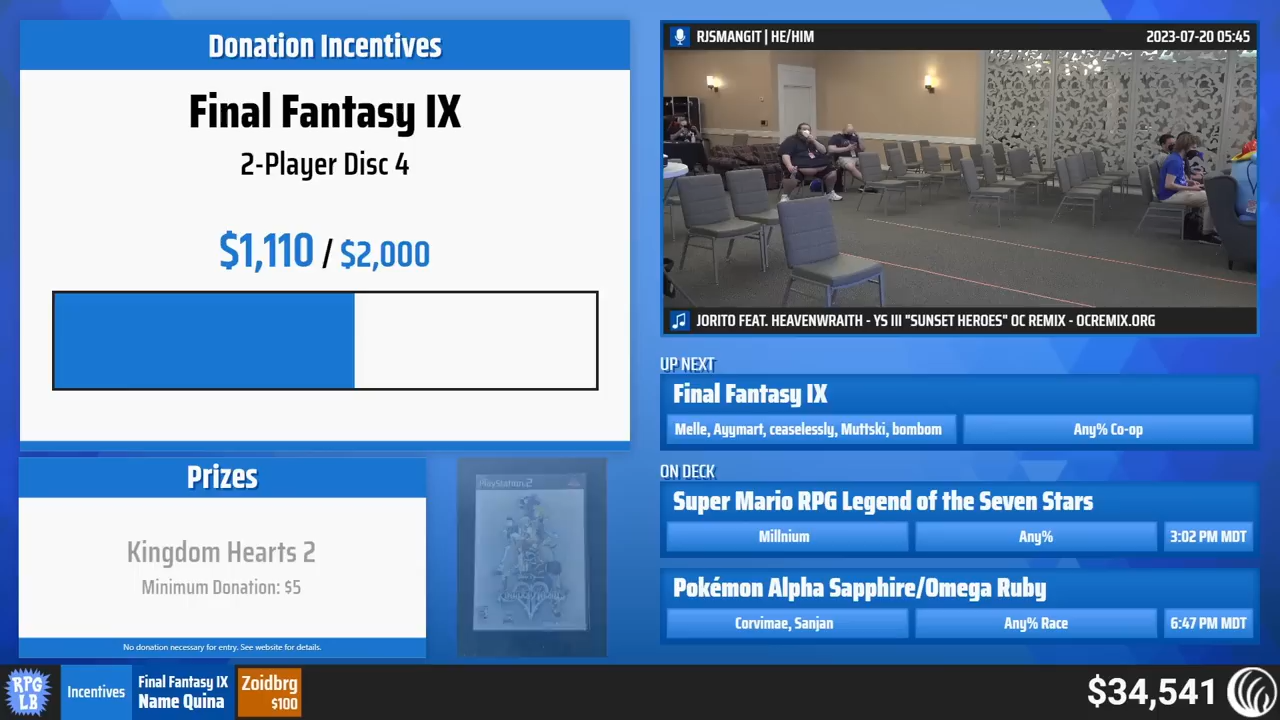 Donation Incentives
Final Fantasy IX
2-Player Disc 4
$1,110 / $2,000
RJSMANGIT | HE/HIM
2023-07-20 05:45
JORITO FEAT. HEAVENWRAITH - YS III "SUNSET HEROES" OC REMIX - OCREMIX.ORG
UP NEXT
Final Fantasy IX
Melle, Ayymart, ceaselessly, Muttski, bombom
Any% Co-op
ON DECK
Super Mario RPG Legend of the Seven Stars
Millnium
Any%
3:02 PM MDT
Pokémon Alpha Sapphire/Omega Ruby
Corvimae, Sanjan
Any% Race
6:47 PM MDT
Prizes
Kingdom Hearts 2
Minimum Donation: $5
No donation necessary for entry. See website for details.
PlayStation 2
RPG
LB
Incentives
Final Fantasy IX
Name Quina
Zoidbrg
$100
$34,541